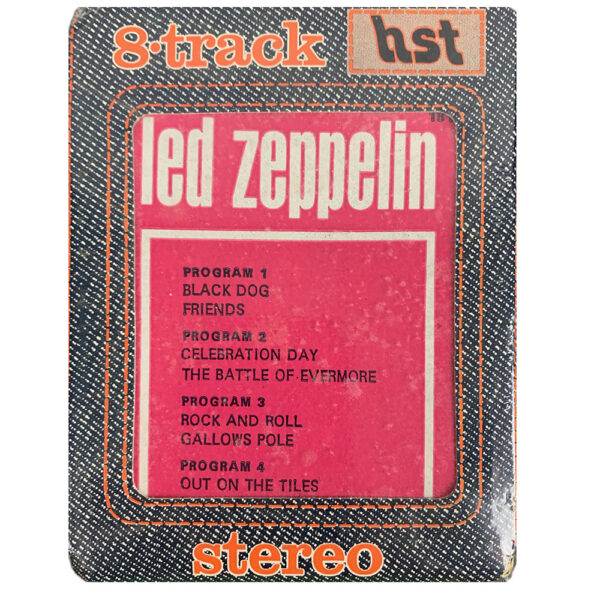 8·track
hst
18
led zeppelin
PROGRAM 1
BLACK DOG
FRIENDS
PROGRAM 2
CELEBRATION DAY
THE BATTLE OF EVERMORE
PROGRAM 3
ROCK AND ROLL
GALLOWS POLE
PROGRAM 4
OUT ON THE TILES
stereo